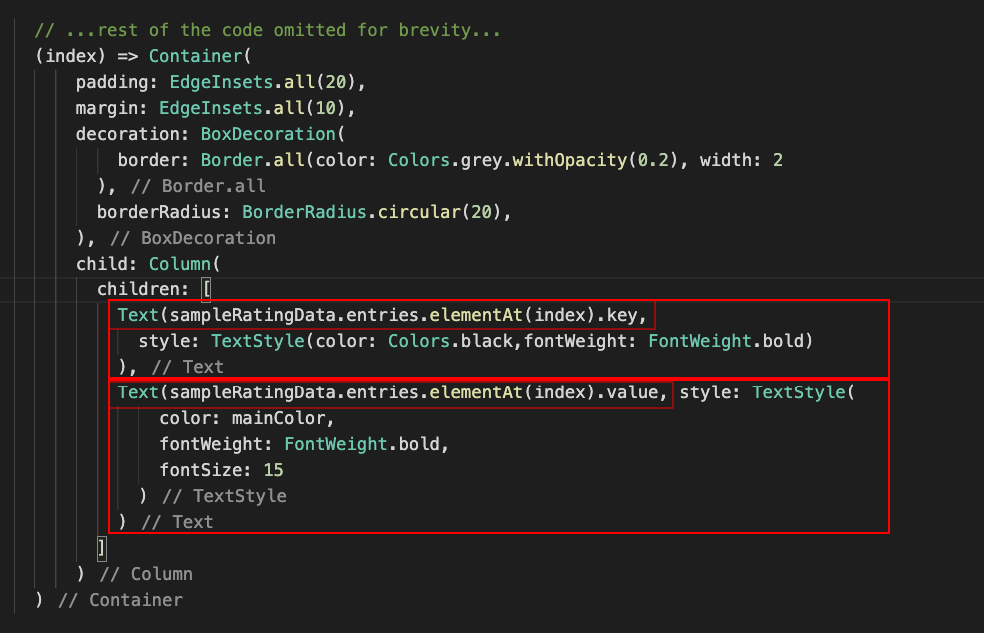 // ...rest of the code omitted for brevity...
(index) => Container(
padding: EdgeInsets.all(20),
margin: EdgeInsets.all(10),
decoration: BoxDecoration(
border: Border.all(color: Colors.grey.withOpacity(0.2), width: 2
), // Border.all
borderRadius: BorderRadius.circular(20),
), // BoxDecoration
child: Column(
children: [
Text(sampleRatingData.entries.elementAt(index).key,
style: TextStyle(color: Colors.black,fontWeight: FontWeight.bold)
), // Text
Text(sampleRatingData.entries.elementAt(index).value, style: TextStyle(
color: mainColor,
fontWeight: FontWeight.bold,
fontSize: 15
) // TextStyle
) // Text
]
) // Column
) // Container